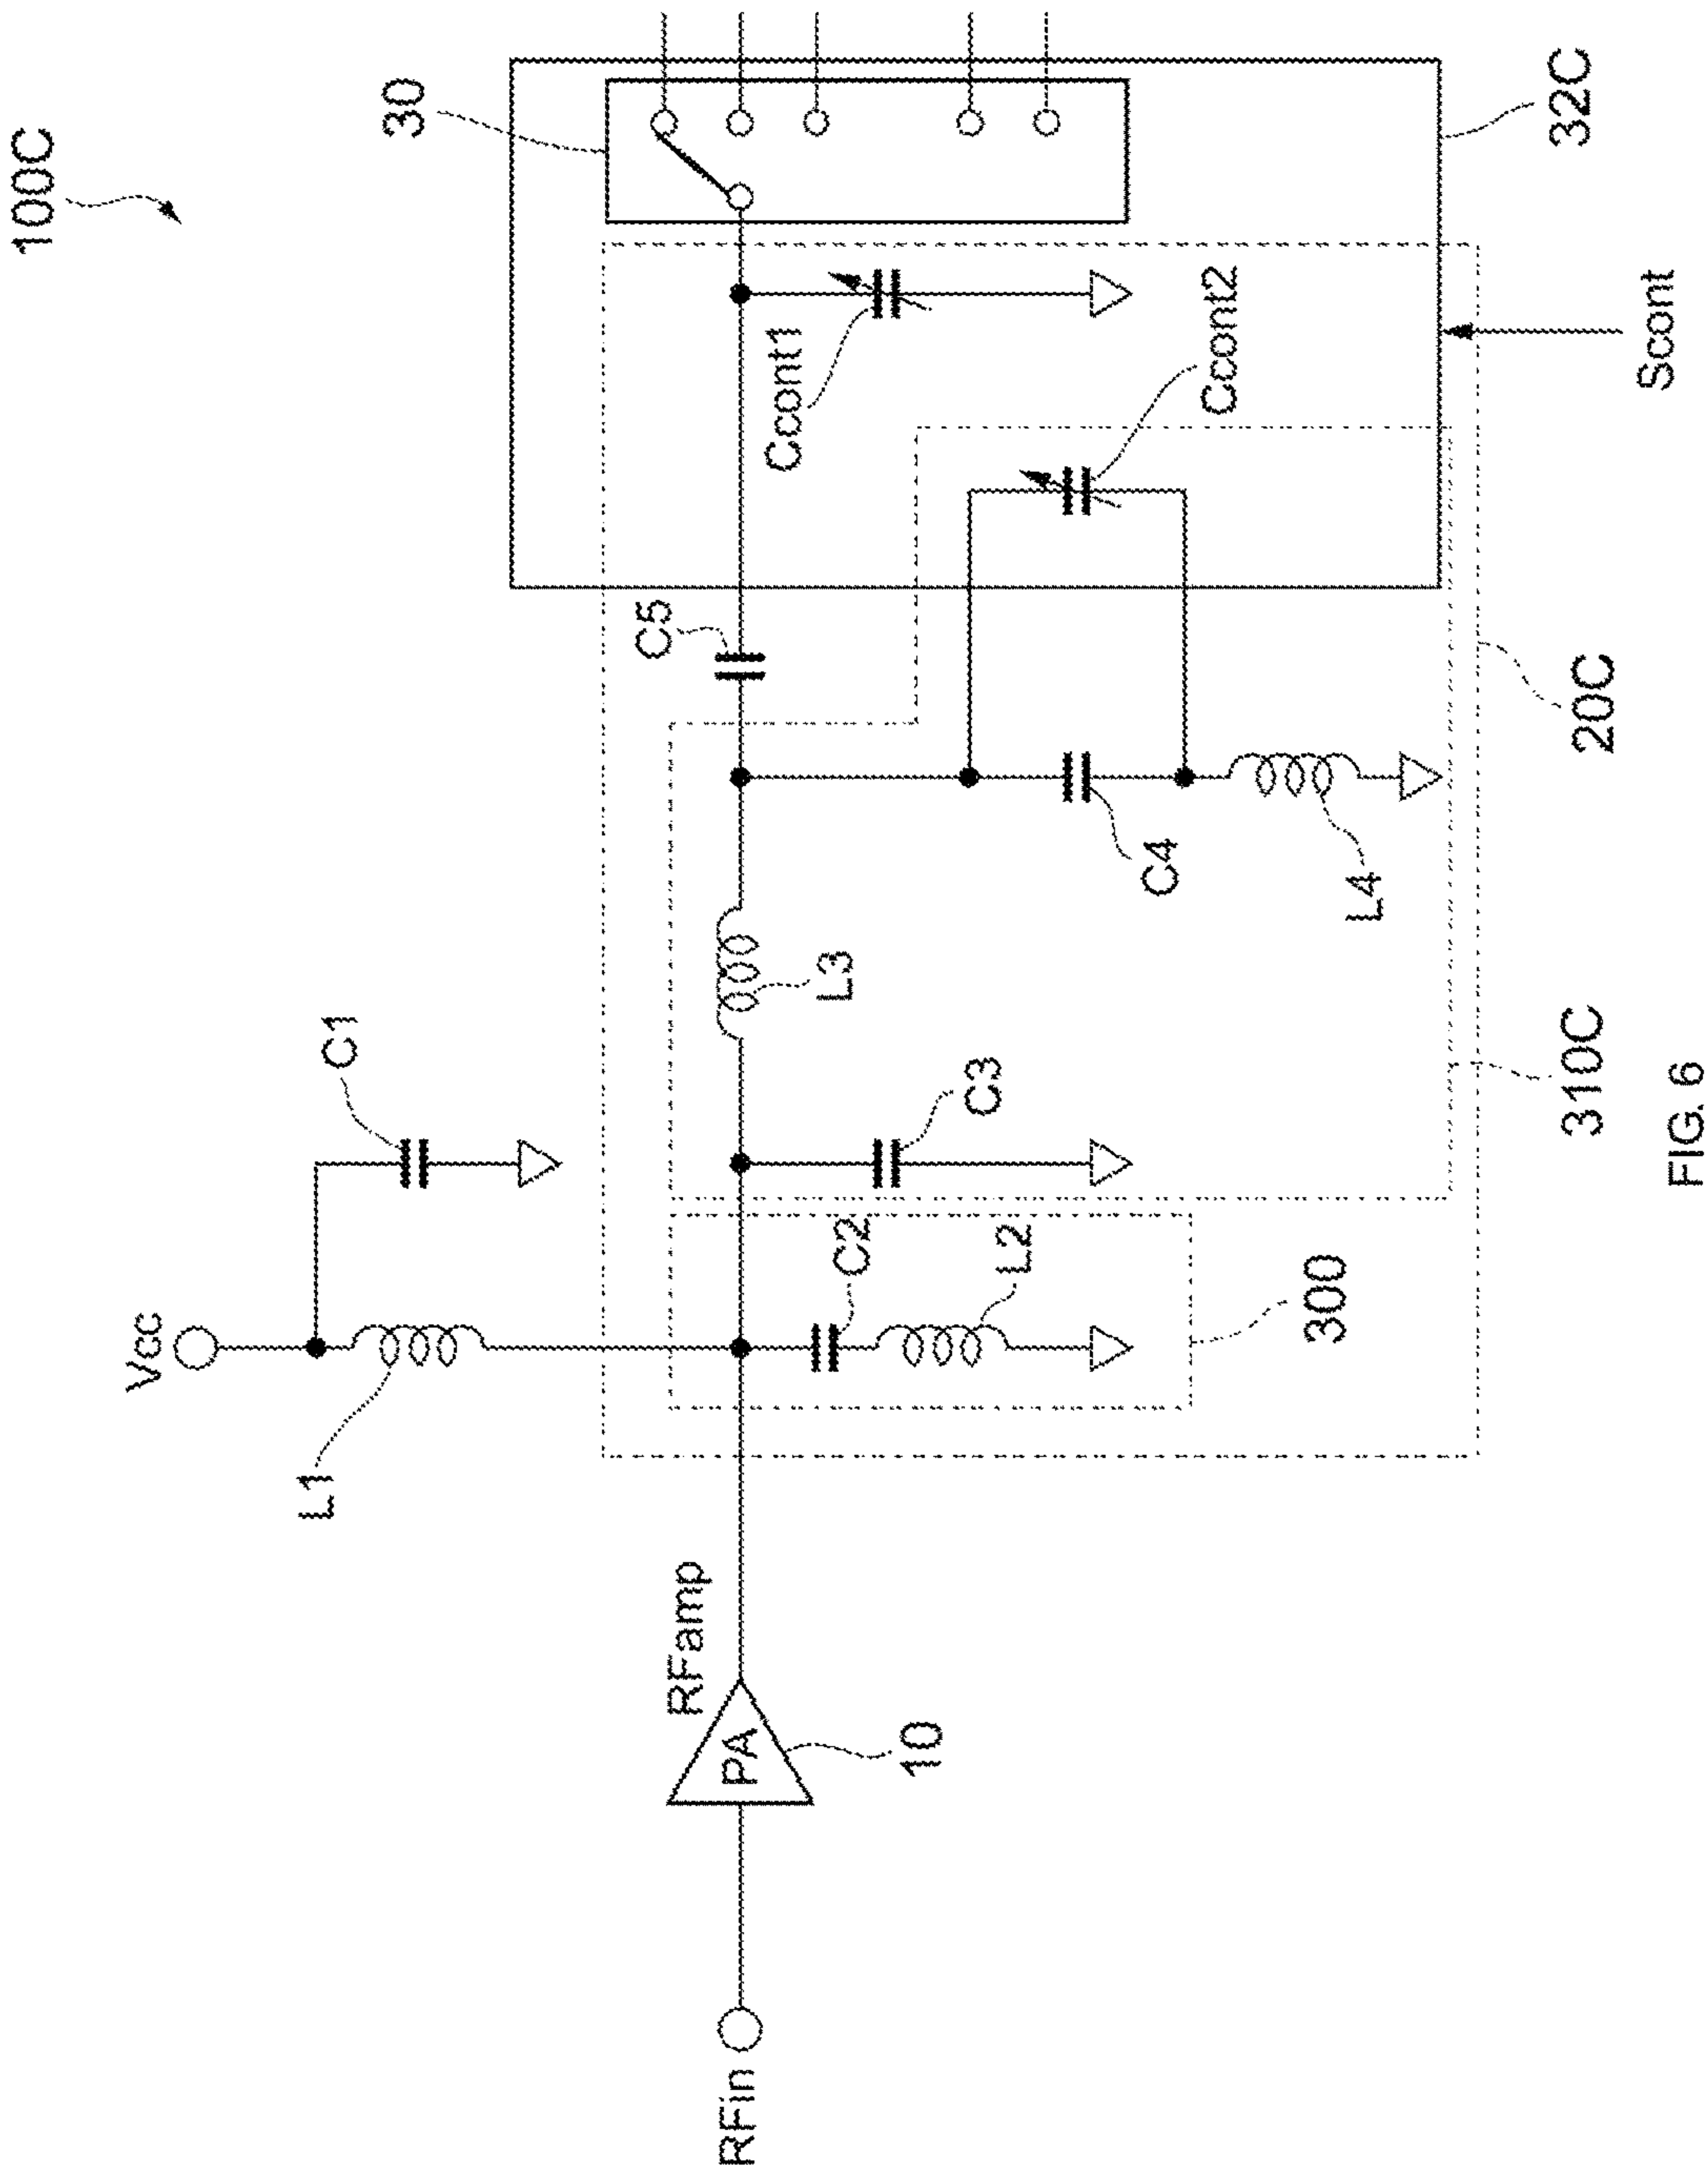 100C
30
32C
Vcc
C1
L1
C5
Ccont1
Ccont2
Scont
RFin
PA
10
RFamp
C2
L2
300
C3
L3
C4
L4
310C
20C
FIG. 6